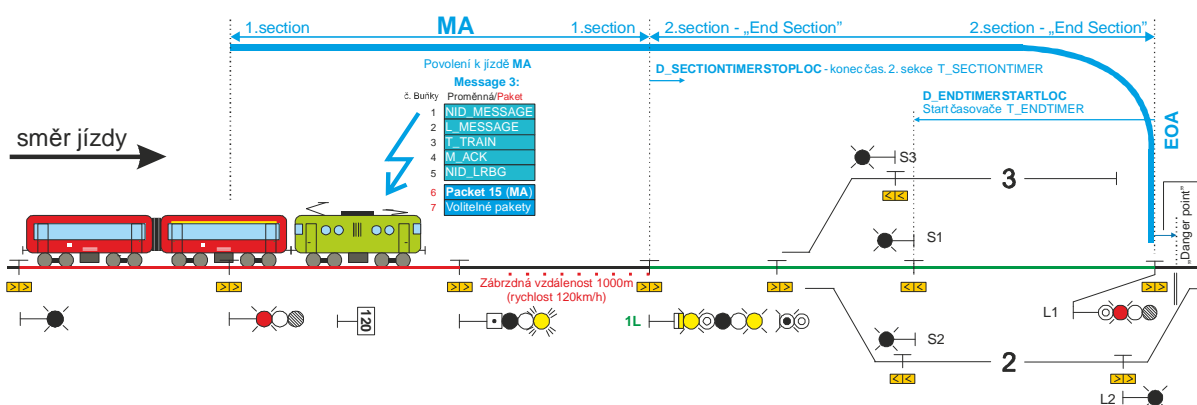 1.section
MA
1.section
2.section - „End Section"
2.section - „End Section"
Povolení k jízdě MA
Message 3:
č. Buňky Proměnná/Paket
1 NID_MESSAGE
2 L_MESSAGE
3 T_TRAIN
4 M_ACK
5 NID_LRBG
6 Packet 15 (MA)
7 Volitelné pakety
D_SECTIONTIMERSTOPLOC - konec čas. 2. sekce T_SECTIONTIMER
D_ENDTIMERSTARTLOC
Start časovače T_ENDTIMER
EOA
směr jízdy
S3
3
„Danger point"
S1
Zábrzdná vzdálenost 1000m
(rychlost 120km/h)
120
1L
L1
S2
2
L2